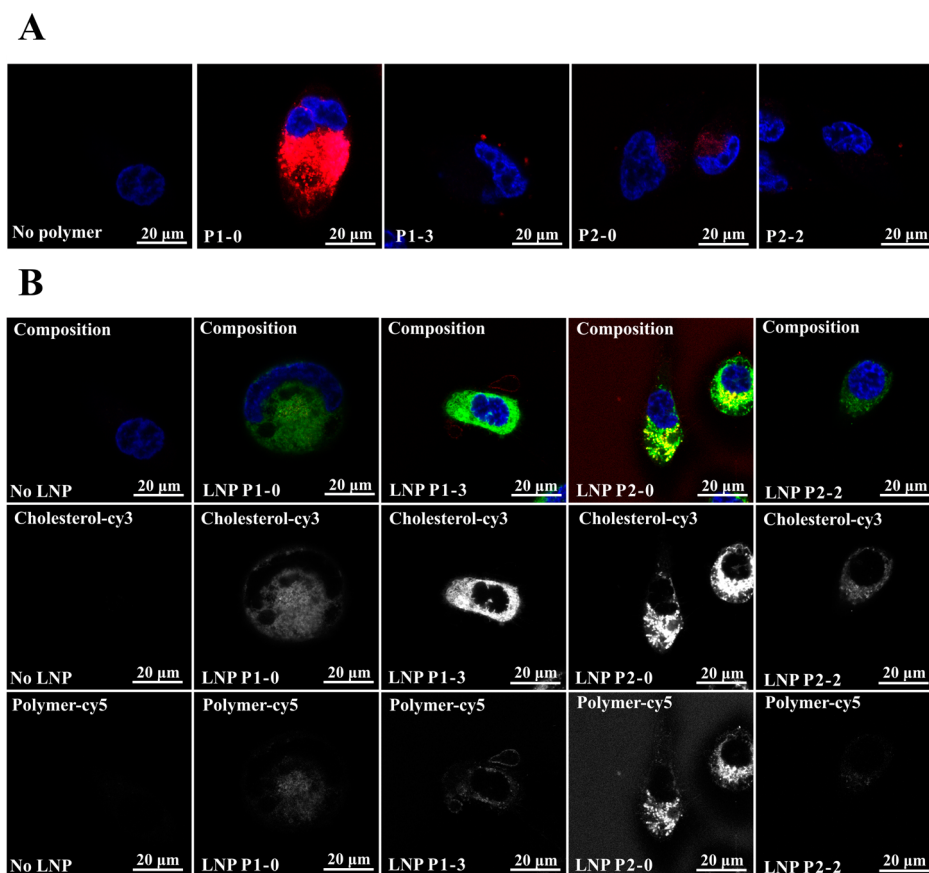 A
20 µm 20 µm 20 µm 20 µm 20 µm
No polymer P1-0 P1-3 P2-0 P2-2
B
Composition Composition Composition Composition Composition
20 µm 20 µm 20 µm 20 µm 20 µm
No LNP LNP P1-0 LNP P1-3 LNP P2-0 LNP P2-2
Cholesterol-cy3 Cholesterol-cy3 Cholesterol-cy3 Cholesterol-cy3 Cholesterol-cy3
20 µm 20 µm 20 µm 20 µm 20 µm
No LNP LNP P1-0 LNP P1-3 LNP P2-0 LNP P2-2
Polymer-cy5 Polymer-cy5 Polymer-cy5 Polymer-cy5 Polymer-cy5
20 µm 20 µm 20 µm 20 µm 20 µm
No LNP LNP P1-0 LNP P1-3 LNP P2-0 LNP P2-2